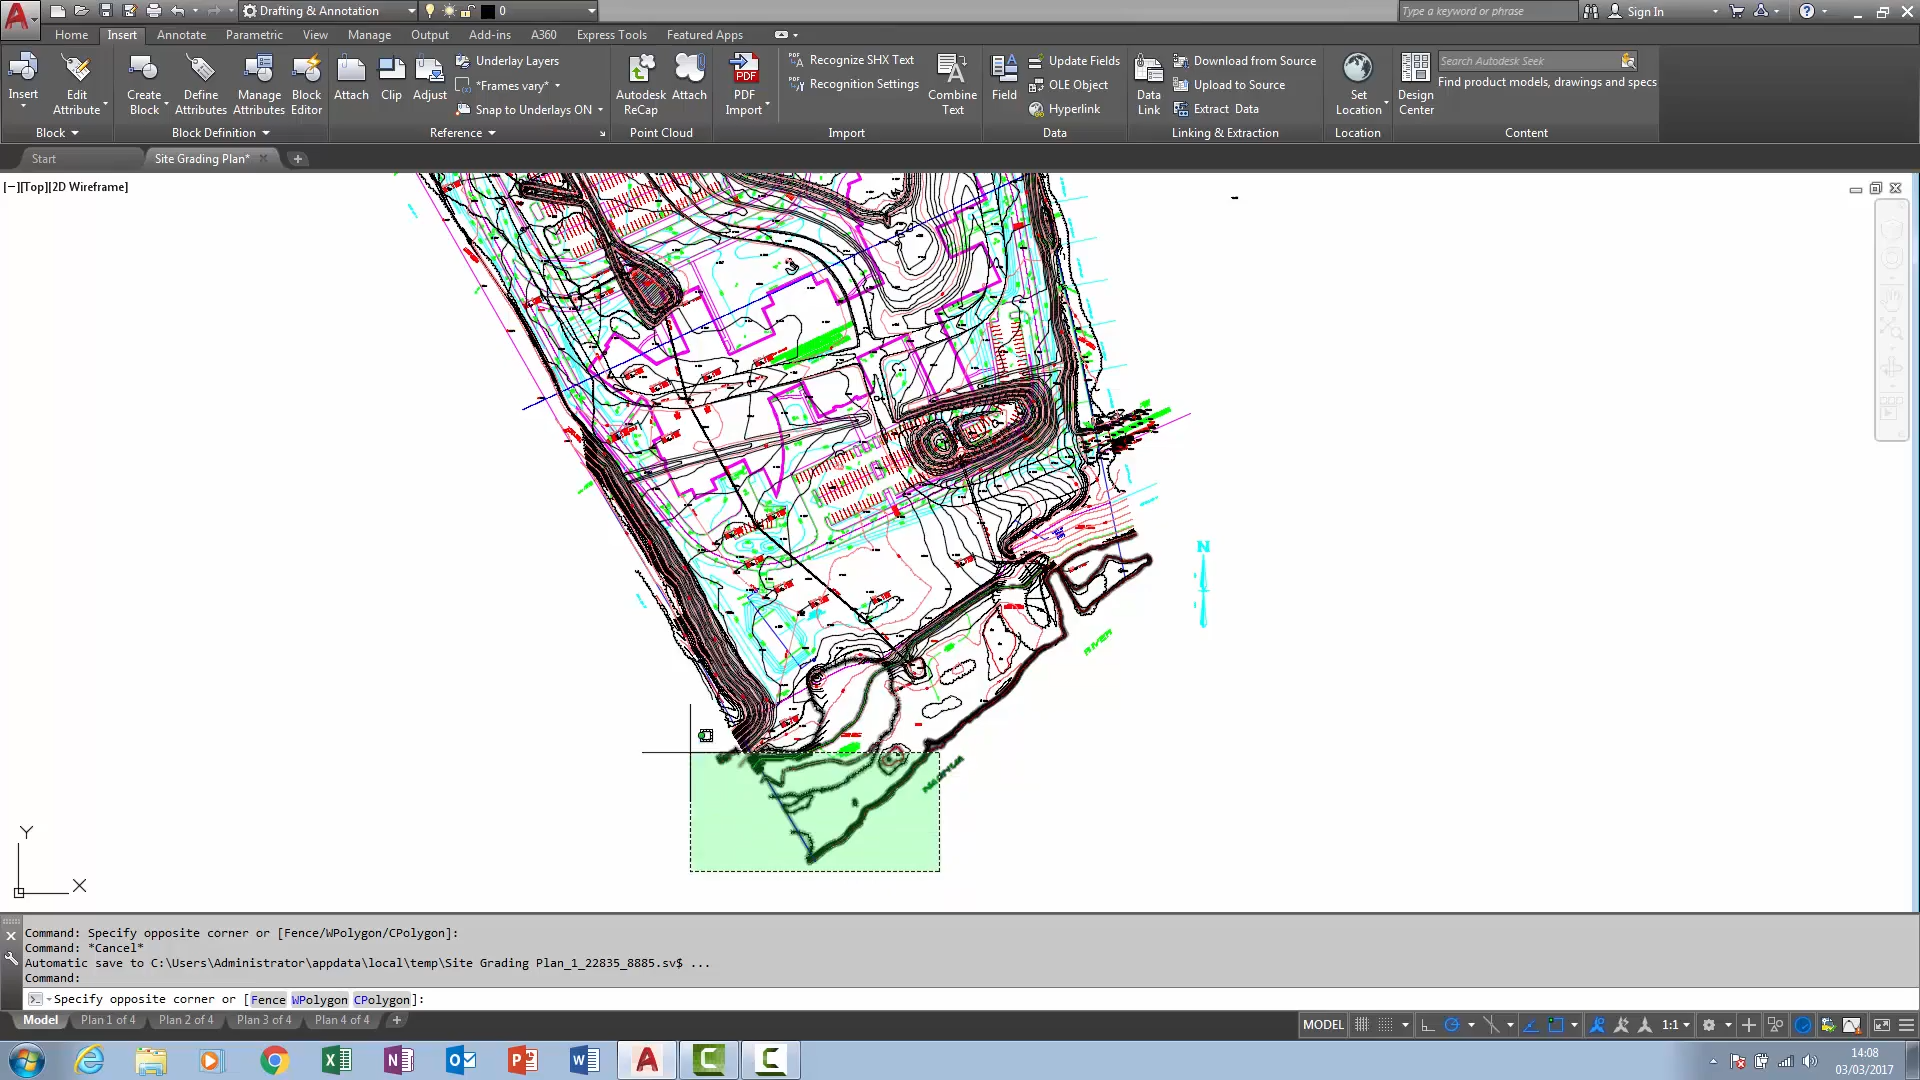 Drafting & Annotation
0
Type a keyword or phrase
Sign In
Home Insert Annotate Parametric View Manage Output Add-ins A360 Express Tools Featured Apps
Insert
Edit Attribute
Create Block
Define Attributes
Manage Attributes
Block Editor
Attach
Clip
Adjust
Underlay Layers
*Frames vary*
Snap to Underlays ON
Autodesk ReCap
Attach
PDF
PDF Import
Recognize SHX Text
Recognition Settings
Combine Text
Field
Update Fields
OLE Object
Hyperlink
Data Link
Download from Source
Upload to Source
Extract Data
Set Location
Design Center
Search Autodesk Seek
Find product models, drawings and specs
Block
Block Definition
Reference
Point Cloud
Import
Data
Linking & Extraction
Location
Content
Start
Site Grading Plan*
[−][Top][2D Wireframe]
N
RIVER
Y
X
Command: Specify opposite corner or [Fence/WPolygon/CPolygon]:
Command: *Cancel*
Automatic save to C:\Users\Administrator\appdata\local\temp\Site Grading Plan_1_22835_8885.sv$ ...
Command:
Specify opposite corner or [Fence WPolygon CPolygon]:
Model Plan 1 of 4 Plan 2 of 4 Plan 3 of 4 Plan 4 of 4
MODEL
1:1
14:08
03/03/2017